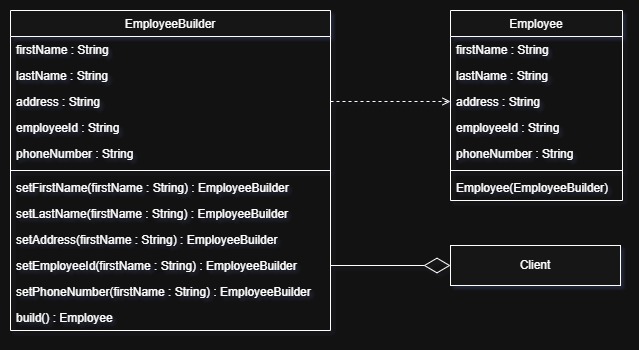 EmployeeBuilder
firstName : String
lastName : String
address : String
employeeId : String
phoneNumber : String
setFirstName(firstName : String) : EmployeeBuilder
setLastName(firstName : String) : EmployeeBuilder
setAddress(firstName : String) : EmployeeBuilder
setEmployeeId(firstName : String) : EmployeeBuilder
setPhoneNumber(firstName : String) : EmployeeBuilder
build() : Employee
Employee
firstName : String
lastName : String
address : String
employeeId : String
phoneNumber : String
Employee(EmployeeBuilder)
Client